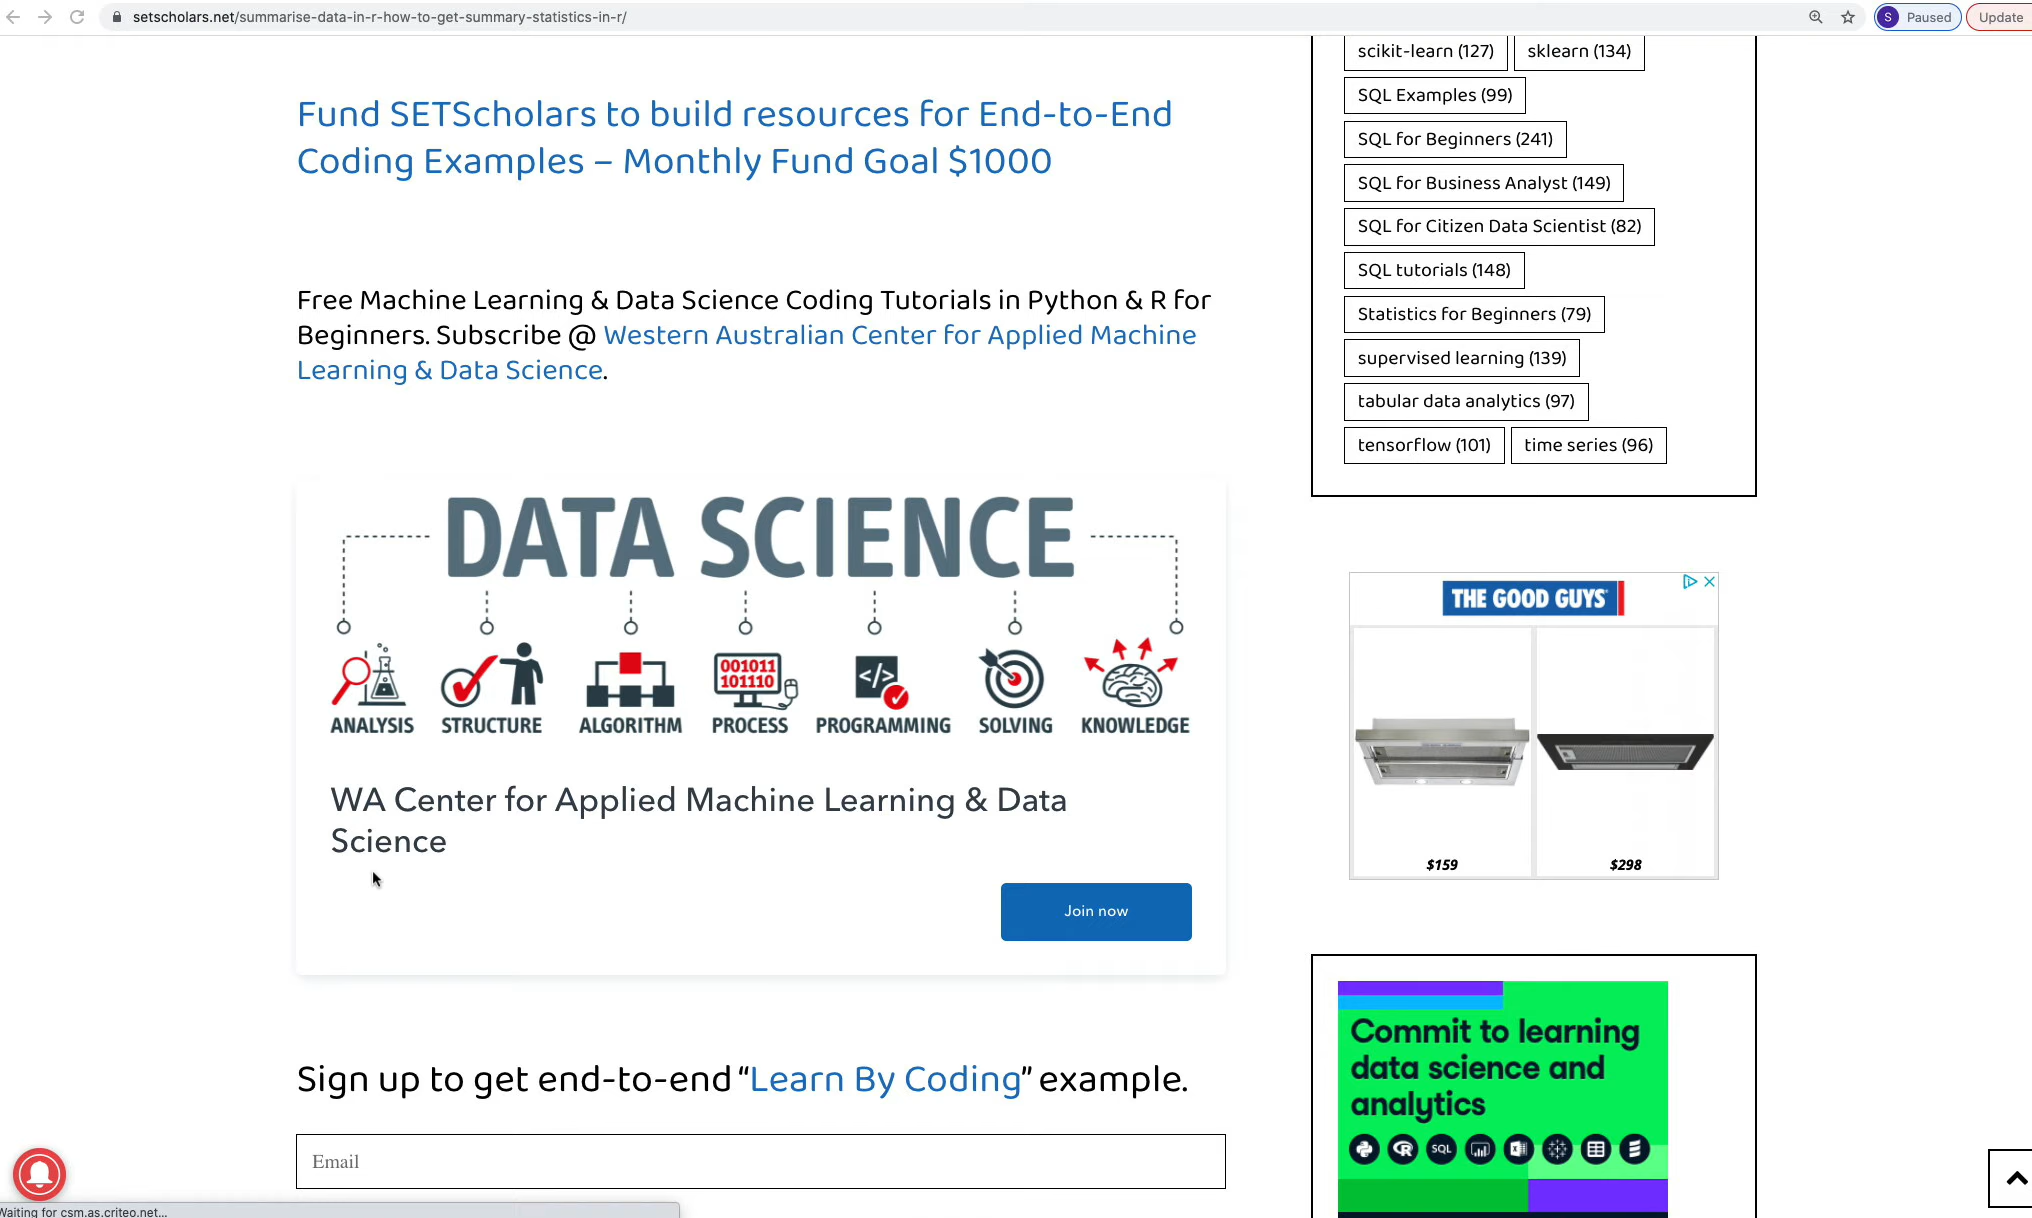 setscholars.net/summarise-data-in-r-how-to-get-summary-statistics-in-r/
S Paused
Update
Fund SETScholars to build resources for End-to-End
Coding Examples – Monthly Fund Goal $1000
Free Machine Learning & Data Science Coding Tutorials in Python & R for
Beginners. Subscribe @ Western Australian Center for Applied Machine
Learning & Data Science.
DATA SCIENCE
001011
101110
</>
ANALYSIS STRUCTURE ALGORITHM PROCESS PROGRAMMING SOLVING KNOWLEDGE
WA Center for Applied Machine Learning & Data
Science
Join now
Sign up to get end-to-end “Learn By Coding” example.
Email
Waiting for csm.as.criteo.net...
scikit-learn (127) sklearn (134)
SQL Examples (99)
SQL for Beginners (241)
SQL for Business Analyst (149)
SQL for Citizen Data Scientist (82)
SQL tutorials (148)
Statistics for Beginners (79)
supervised learning (139)
tabular data analytics (97)
tensorflow (101) time series (96)
THE GOOD GUYS
$159 $298
Commit to learning
data science and
analytics
R SQL X